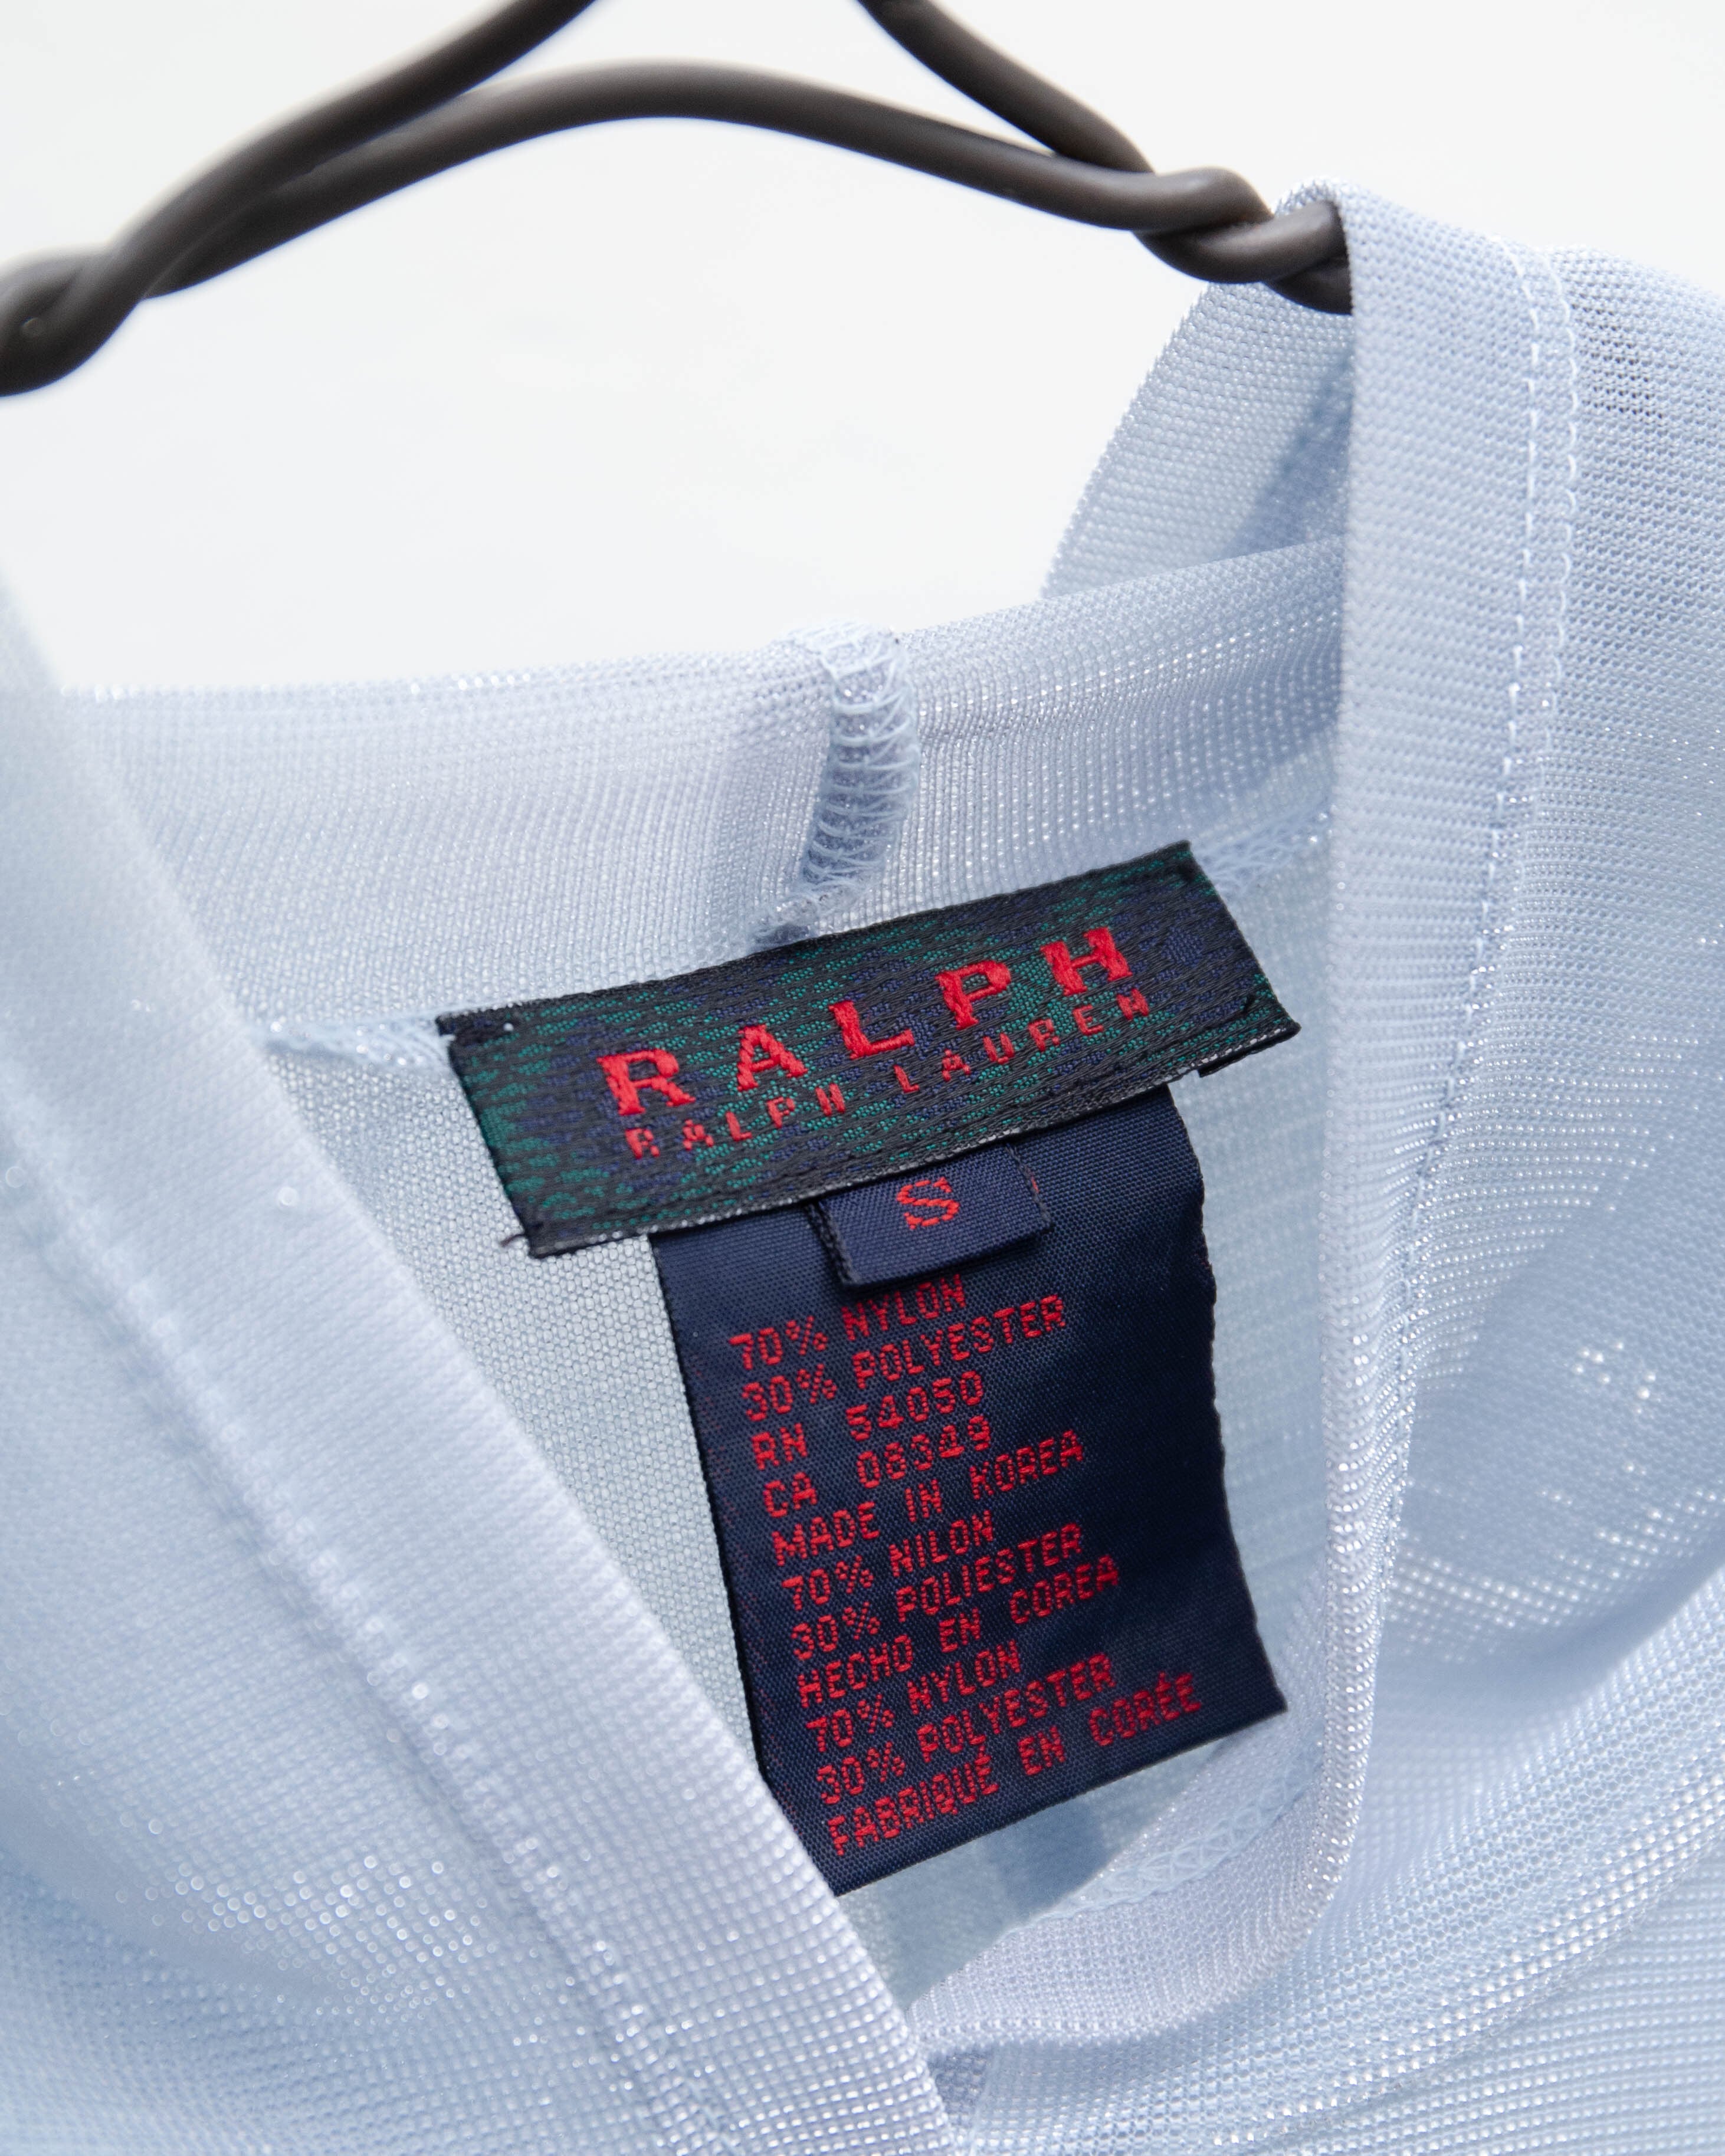 RALPH
RALPH LAUREN
S
70% NYLON
30% POLYESTER
RN 54050
CA 08349
MADE IN KOREA
70% NILON
30% POLIESTER
HECHO EN COREA
70% NYLON
30% POLYESTER
FABRIQUÉ EN CORÉE